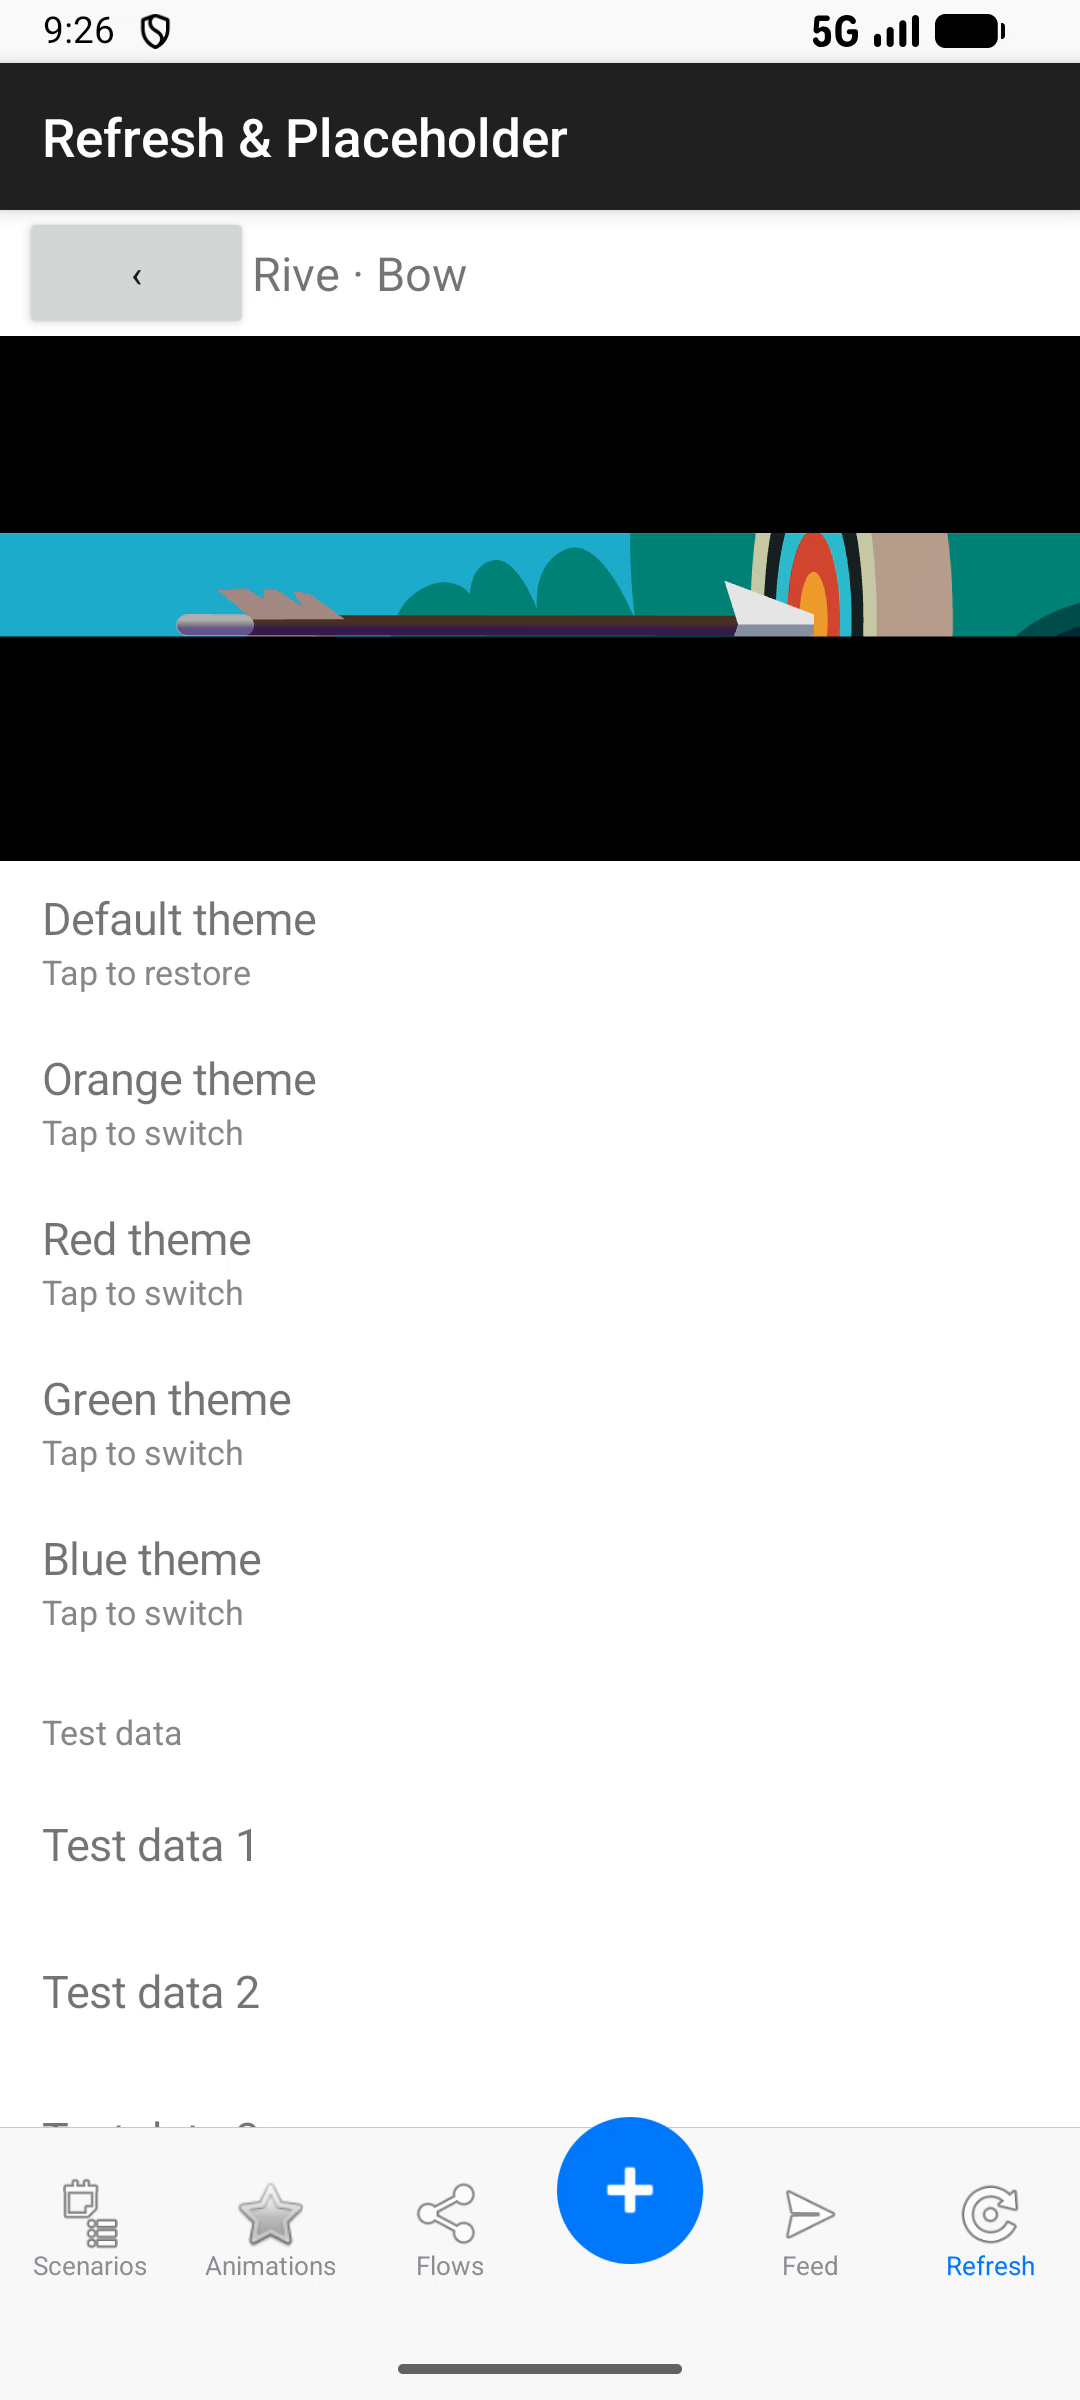 9:26
5G
Refresh & Placeholder
‹
Rive · Bow
Default theme
Tap to restore
Orange theme
Tap to switch
Red theme
Tap to switch
Green theme
Tap to switch
Blue theme
Tap to switch
Test data
Test data 1
Test data 2
Scenarios
Animations
Flows
Feed
Refresh